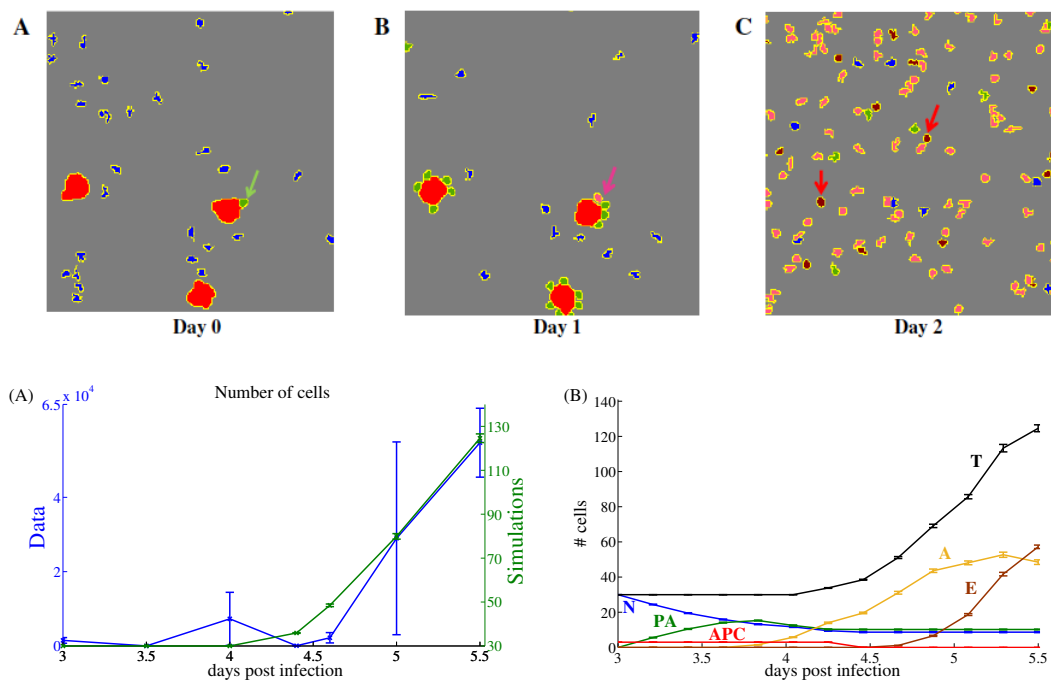 A
B
C
Day 0
Day 1
Day 2
(A)
Number of cells
6.5 x 10^4
4
2
0
Data
130
110
90
70
50
30
Simulations
3
3.5
4
4.5
5
5.5
days post infection
(B)
140
120
100
80
60
40
20
0
# cells
T
A
E
N
PA
APC
3
3.5
4
4.5
5
5.5
days post infection